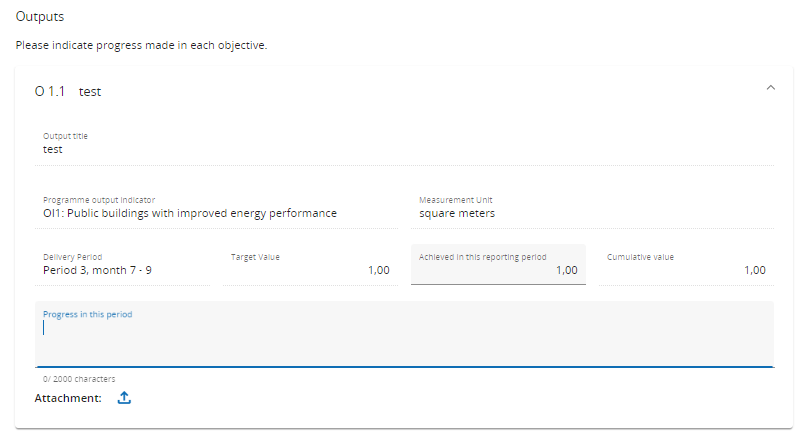 Outputs
Please indicate progress made in each objective.
O 1.1 test
Output title
test
Programme output indicator
Measurement Unit
OI1: Public buildings with improved energy performance
square meters
Delivery Period
Target Value
Achieved in this reporting period
Cumulative value
Period 3, month 7 - 9
1,00
1,00
1,00
Progress in this period
0/ 2000 characters
Attachment: